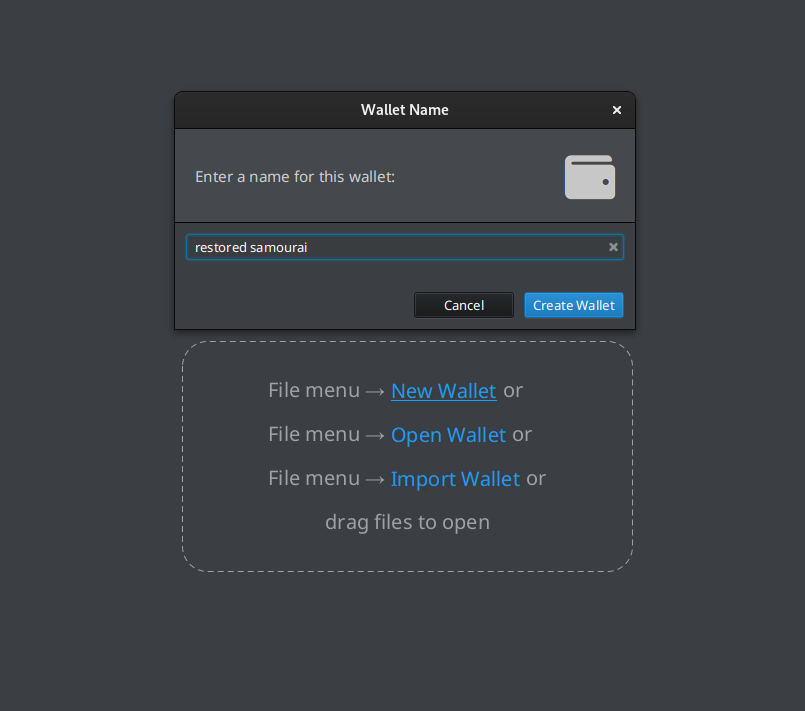 Wallet Name
Enter a name for this wallet:
restored samourai
Cancel Create Wallet
File menu → New Wallet or
File menu → Open Wallet or
File menu → Import Wallet or
drag files to open